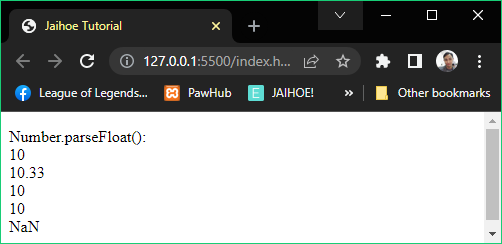 Jaihoe Tutorial
127.0.0.1:5500/index.h...
League of Legends...
PawHub
JAIHOE!
Other bookmarks
Number.parseFloat():
10
10.33
10
10
NaN